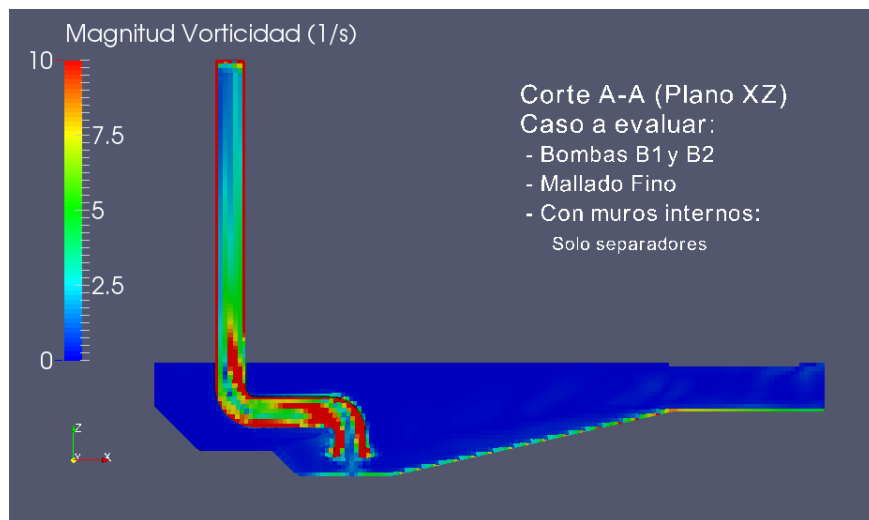 Magnitud Vorticidad (1/s)
10
7.5
5
2.5
0
Corte A-A (Plano XZ)
Caso a evaluar:
- Bombas B1 y B2
- Mallado Fino
- Con muros internos:
Solo separadores
Z
Y
X